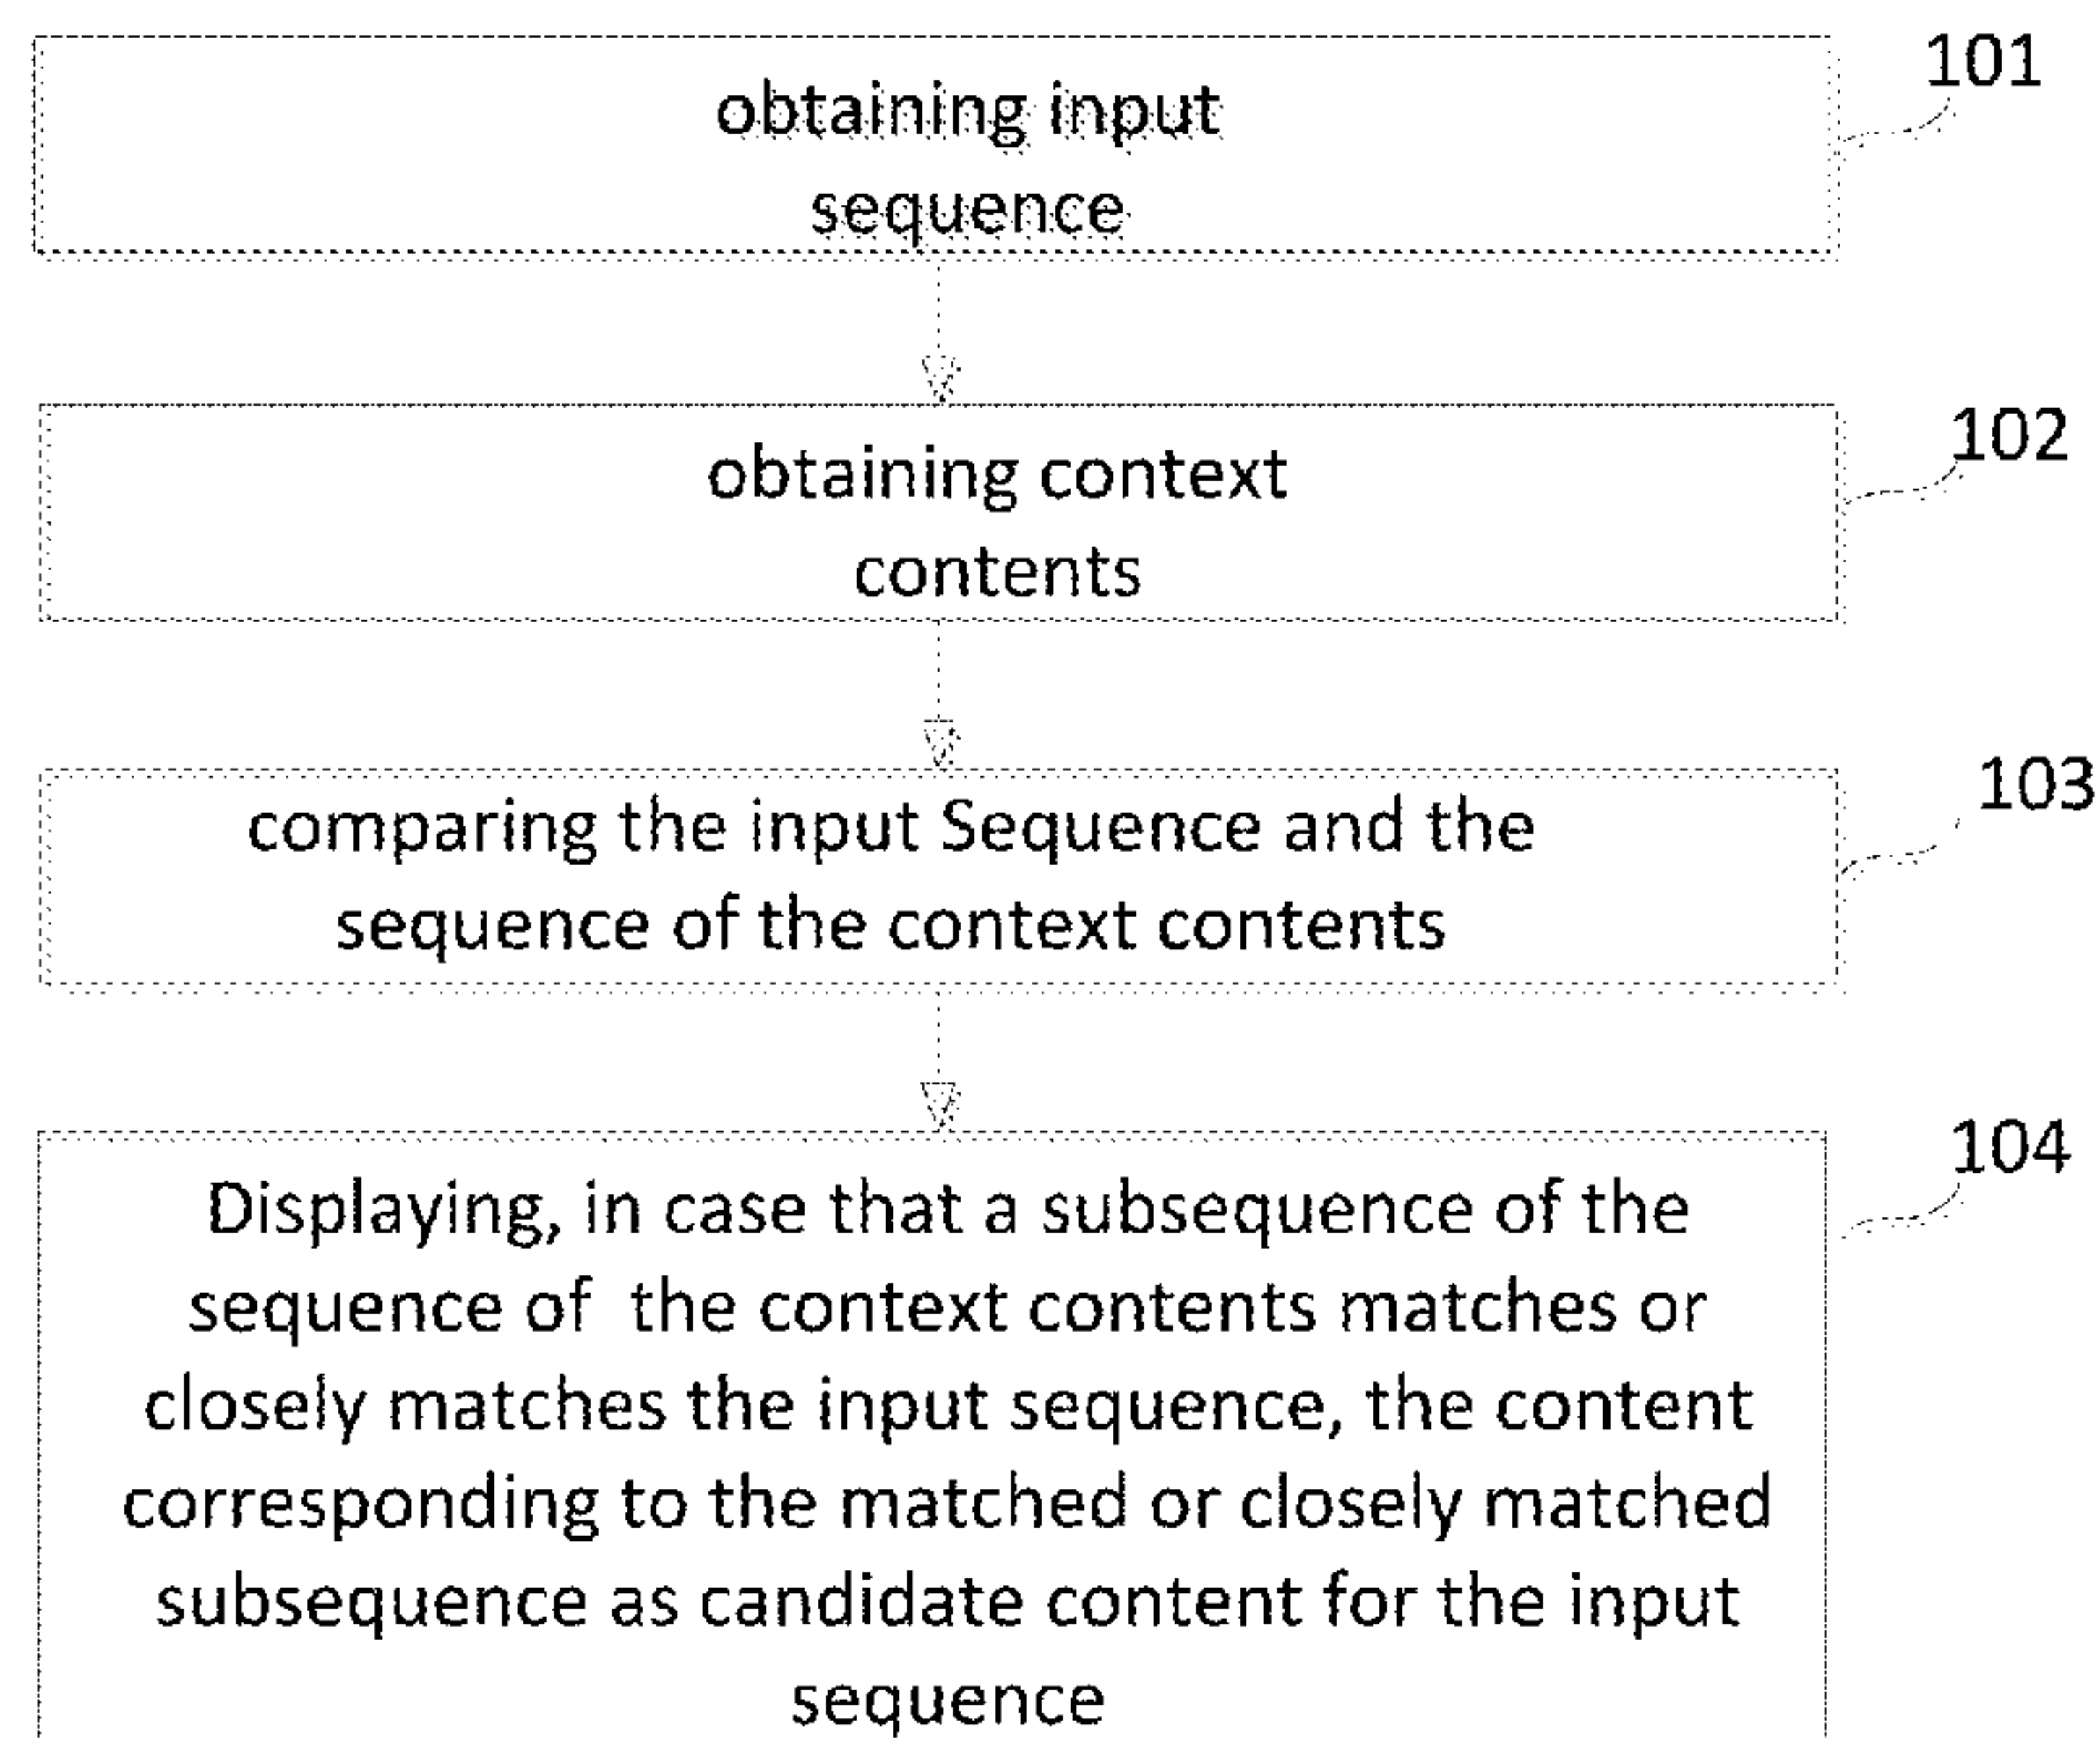 obtaining input
sequence
101
obtaining context
contents
102
comparing the input Sequence and the
sequence of the context contents
103
Displaying, in case that a subsequence of the
sequence of the context contents matches or
closely matches the input sequence, the content
corresponding to the matched or closely matched
subsequence as candidate content for the input
sequence
104